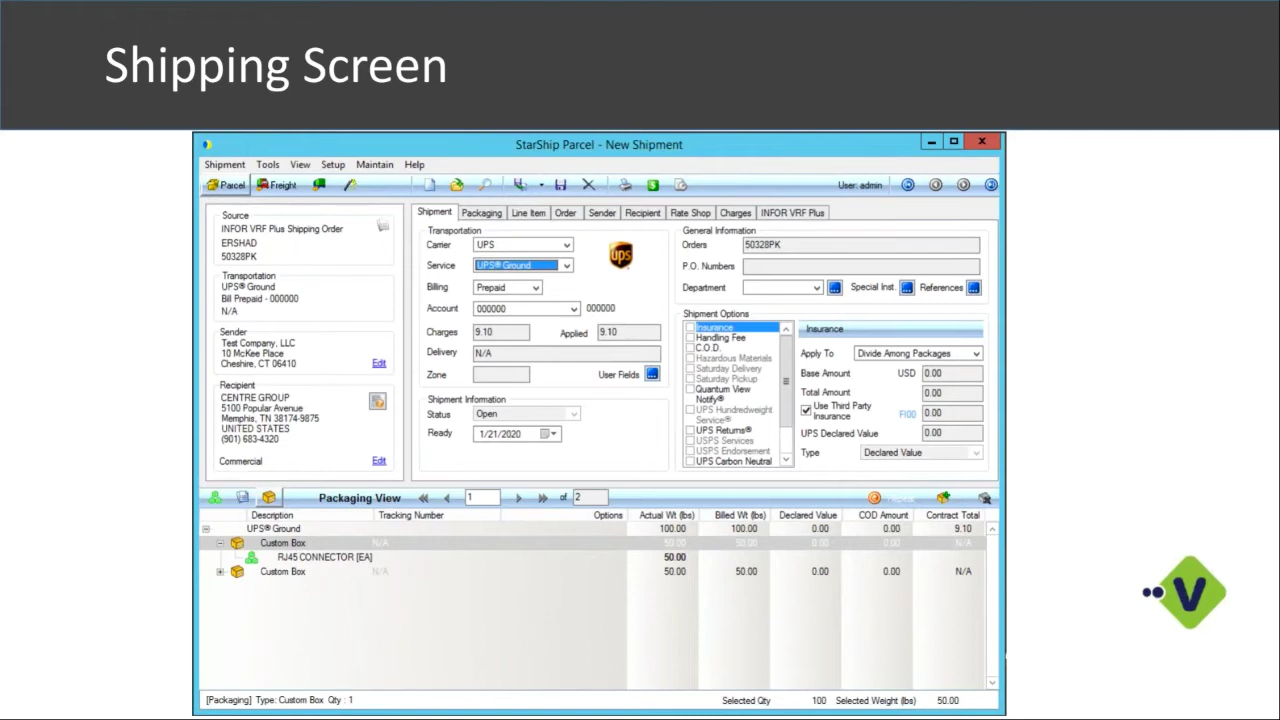 Shipping Screen
StarShip Parcel - New Shipment
Shipment Tools View Setup Maintain Help
Parcel Freight User: admin
Source
INFOR VRF Plus Shipping Order
ERSHAD
50328PK
Transportation
UPS® Ground
Bill Prepaid - 000000
N/A
Sender
Test Company, LLC
10 McKee Place
Cheshire, CT 06410 Edit
Recipient
CENTRE GROUP
5100 Popular Avenue
Memphis, TN 38174-9875
UNITED STATES
(901) 683-4320
Commercial Edit
Shipment Packaging Line Item Order Sender Recipient Rate Shop Charges INFOR VRF Plus
Transportation
Carrier UPS
ups
Service UPS® Ground
Billing Prepaid
Account 000000 000000
Charges 9.10 Applied 9.10
Delivery N/A
Zone User Fields
Shipment Information
Status Open
Ready 1/21/2020
General Information
Orders 50328PK
P.O. Numbers
Department Special Inst. References
Shipment Options
Insurance
Handling Fee
C.O.D.
Hazardous Materials
Saturday Delivery
Saturday Pickup
Quantum View
Notify®
UPS Hundredweight
Service®
UPS Returns®
USPS Services
USPS Endorsement
UPS Carbon Neutral
Insurance
Apply To Divide Among Packages
Base Amount USD 0.00
Total Amount 0.00
Use Third Party
Insurance FI00 0.00
UPS Declared Value 0.00
Type Declared Value
Packaging View 1 of 2 Repeat
Description Tracking Number Options Actual Wt (lbs) Billed Wt (lbs) Declared Value COD Amount Contract Total
UPS® Ground 100.00 100.00 0.00 0.00 9.10
Custom Box N/A 50.00 50.00 0.00 0.00 N/A
RJ45 CONNECTOR [EA] 50.00
Custom Box N/A 50.00 50.00 0.00 0.00 N/A
[Packaging] Type: Custom Box Qty : 1 Selected Qty 100 Selected Weight (lbs) 50.00
V